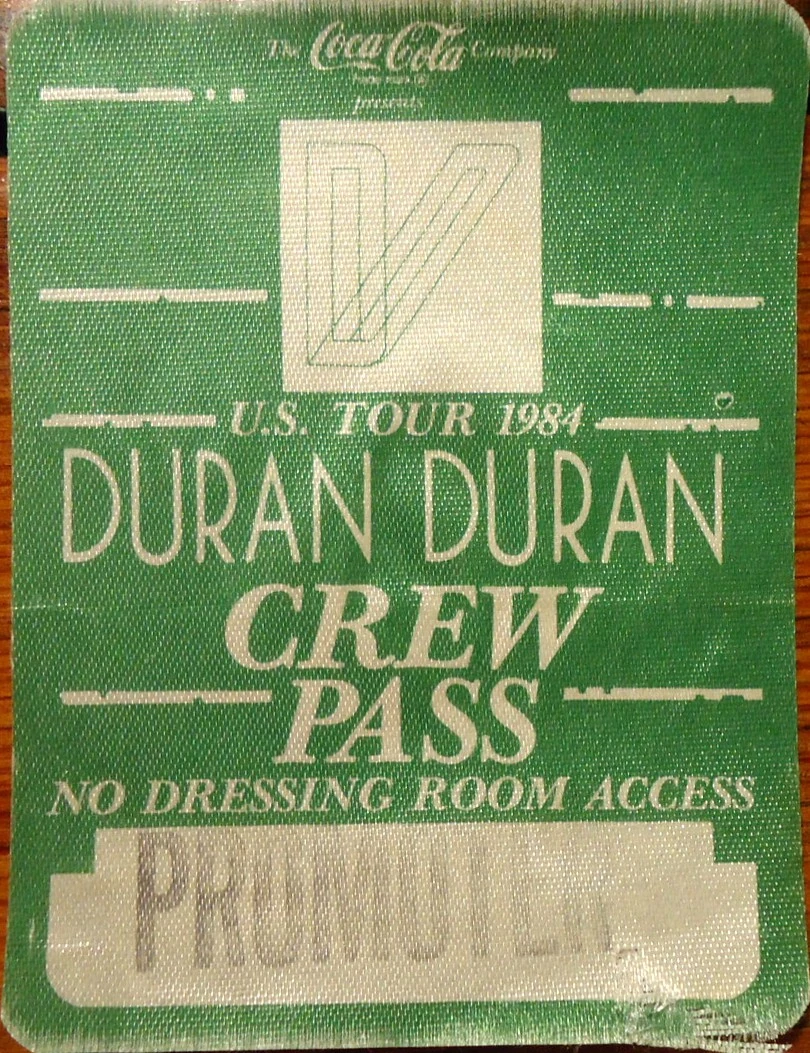 The Coca-Cola Company
presents
U.S. TOUR 1984
DURAN DURAN
CREW
PASS
NO DRESSING ROOM ACCESS
PROMOTER